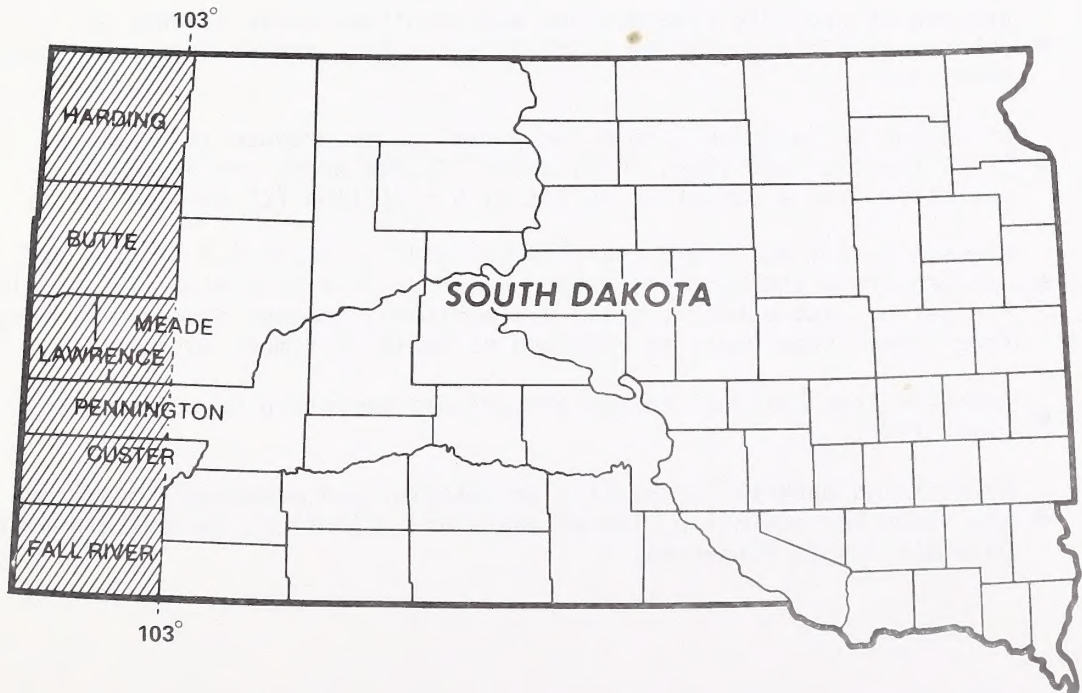 103°
HARDING
BUTTE
SOUTH DAKOTA
MEADE
LAWRENCE
PENNINGTON
CUSTER
FALL RIVER
103°